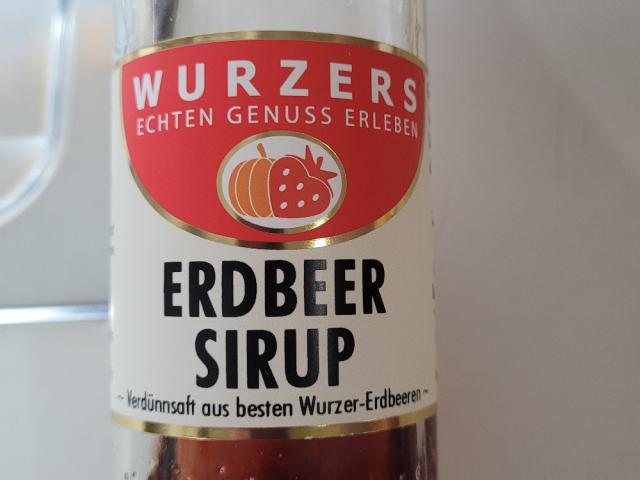 WURZERS
ECHTEN GENUSS ERLEBEN
ERDBEER
SIRUP
~ Verdünnsaft aus besten Wurzer-Erdbeeren ~